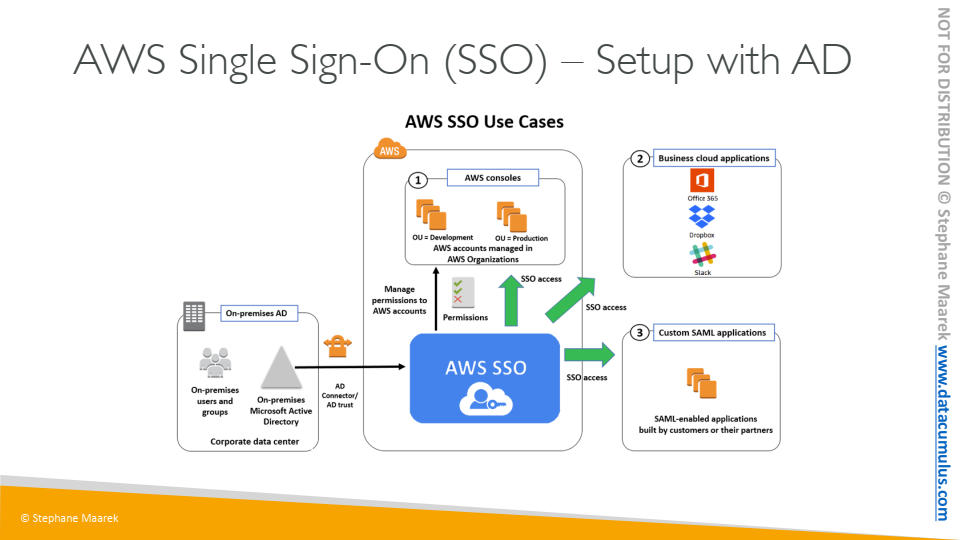 AWS Single Sign-On (SSO) – Setup with AD
AWS SSO Use Cases
AWS
1
AWS consoles
OU = Development
OU = Production
AWS accounts managed in
AWS Organizations
Manage
permissions to
AWS accounts
Permissions
SSO access
SSO access
SSO access
2
Business cloud applications
Office 365
Dropbox
Slack
On-premises AD
On-premises
users and
groups
On-premises
Microsoft Active
Directory
Corporate data center
AD
Connector/
AD trust
AWS SSO
3
Custom SAML applications
SAML-enabled applications
built by customers or their partners
© Stephane Maarek
NOT FOR DISTRIBUTION © Stephane Maarek www.datacumulus.com